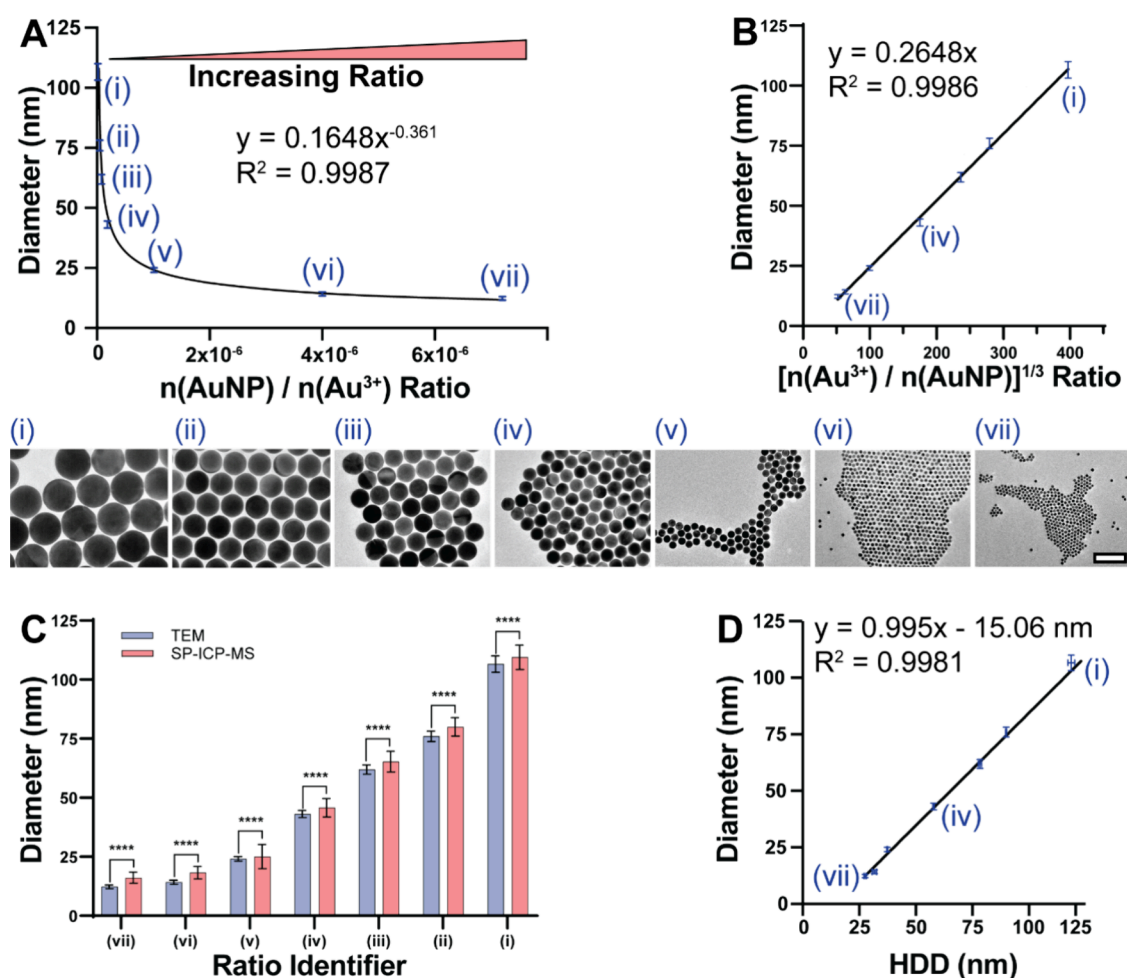 A
125
100
75
50
25
0
Diameter (nm)
Increasing Ratio
y = 0.1648x^-0.361
R² = 0.9987
(i)
(ii)
(iii)
(iv)
(v)
(vi)
(vii)
0
2x10⁻⁶
4x10⁻⁶
6x10⁻⁶
n(AuNP) / n(Au³⁺) Ratio
B
125
100
75
50
25
0
Diameter (nm)
y = 0.2648x
R² = 0.9986
(i)
(iv)
(vii)
0
100
200
300
400
[n(Au³⁺) / n(AuNP)]¹/³ Ratio
(i)
(ii)
(iii)
(iv)
(v)
(vi)
(vii)
C
125
100
75
50
25
0
Diameter (nm)
TEM
SP-ICP-MS
****
****
****
****
****
****
****
(vii)
(vi)
(v)
(iv)
(iii)
(ii)
(i)
Ratio Identifier
D
125
100
75
50
25
0
Diameter (nm)
y = 0.995x - 15.06 nm
R² = 0.9981
(i)
(iv)
(vii)
0
25
50
75
100
125
HDD (nm)